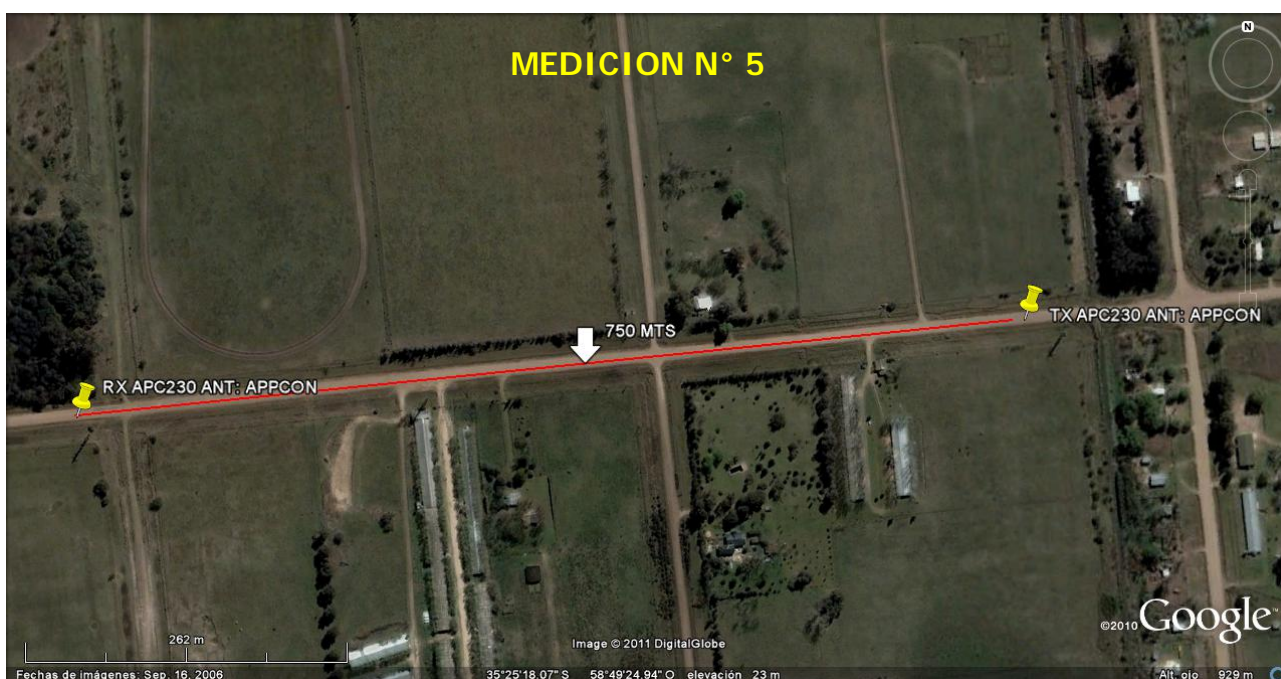 MEDICION N° 5
N
750 MTS
TX APC230 ANT: APPCON
RX APC230 ANT: APPCON
262 m
Image © 2011 DigitalGlobe
©2010 Google™
Fechas de imágenes: Sep. 16, 2006 35°25'18.07" S 58°49'24.94" O elevación 23 m Alt. ojo 929 m